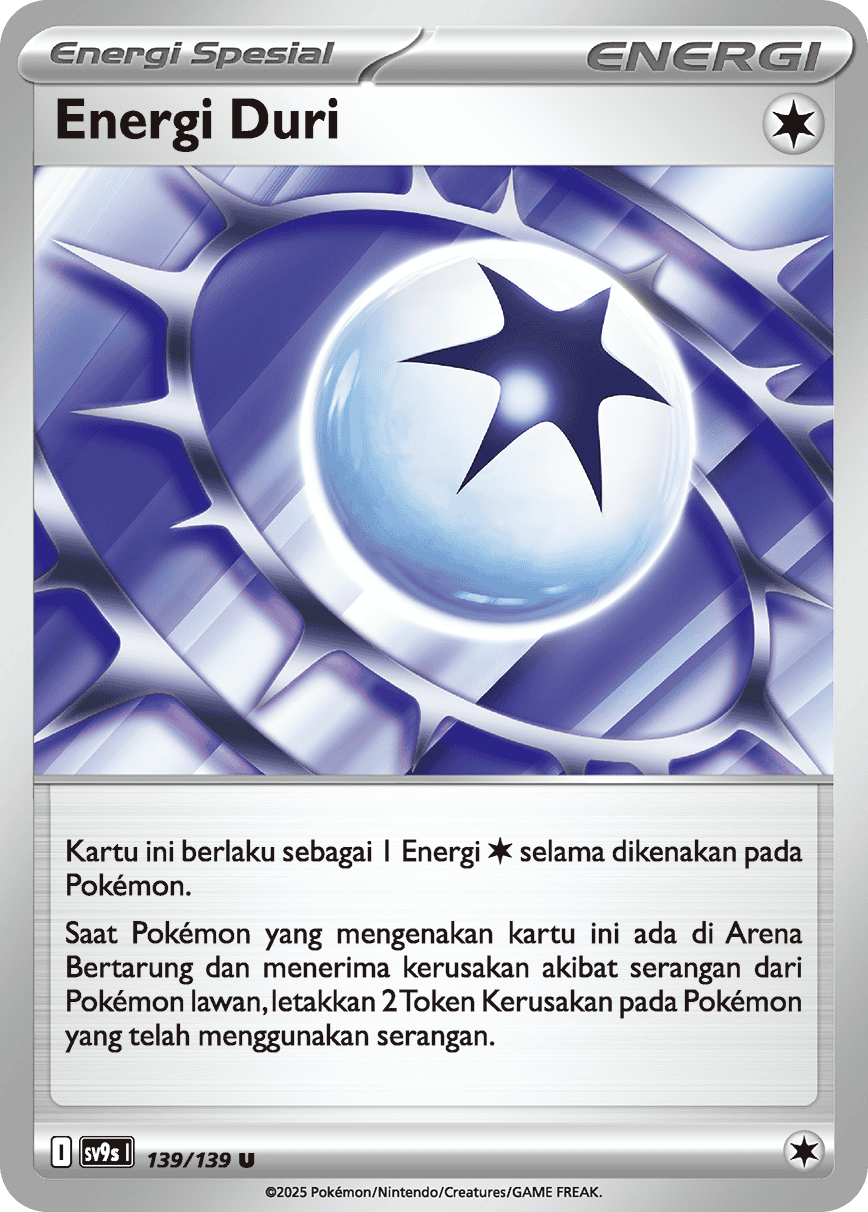 Energi Spesial
ENERGI
Energi Duri
Kartu ini berlaku sebagai 1 Energi ✶ selama dikenakan pada
Pokémon.
Saat Pokémon yang mengenakan kartu ini ada di Arena
Bertarung dan menerima kerusakan akibat serangan dari
Pokémon lawan, letakkan 2 Token Kerusakan pada Pokémon
yang telah menggunakan serangan.
I sv9s I 139/139 U
©2025 Pokémon/Nintendo/Creatures/GAME FREAK.